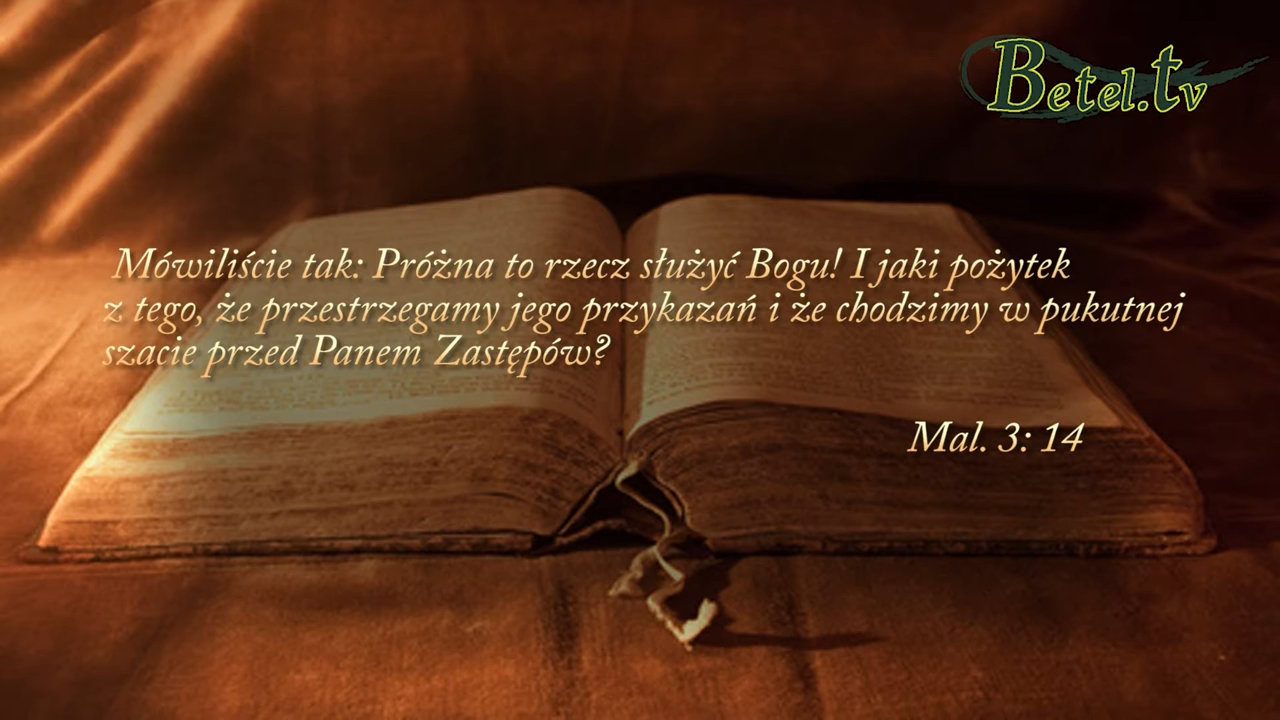 Betel.tv
Mówiliście tak: Próżna to rzecz służyć Bogu! I jaki pożytek
z tego, że przestrzegamy jego przykazań i że chodzimy w pukutnej
szacie przed Panem Zastępów?
Mal. 3: 14